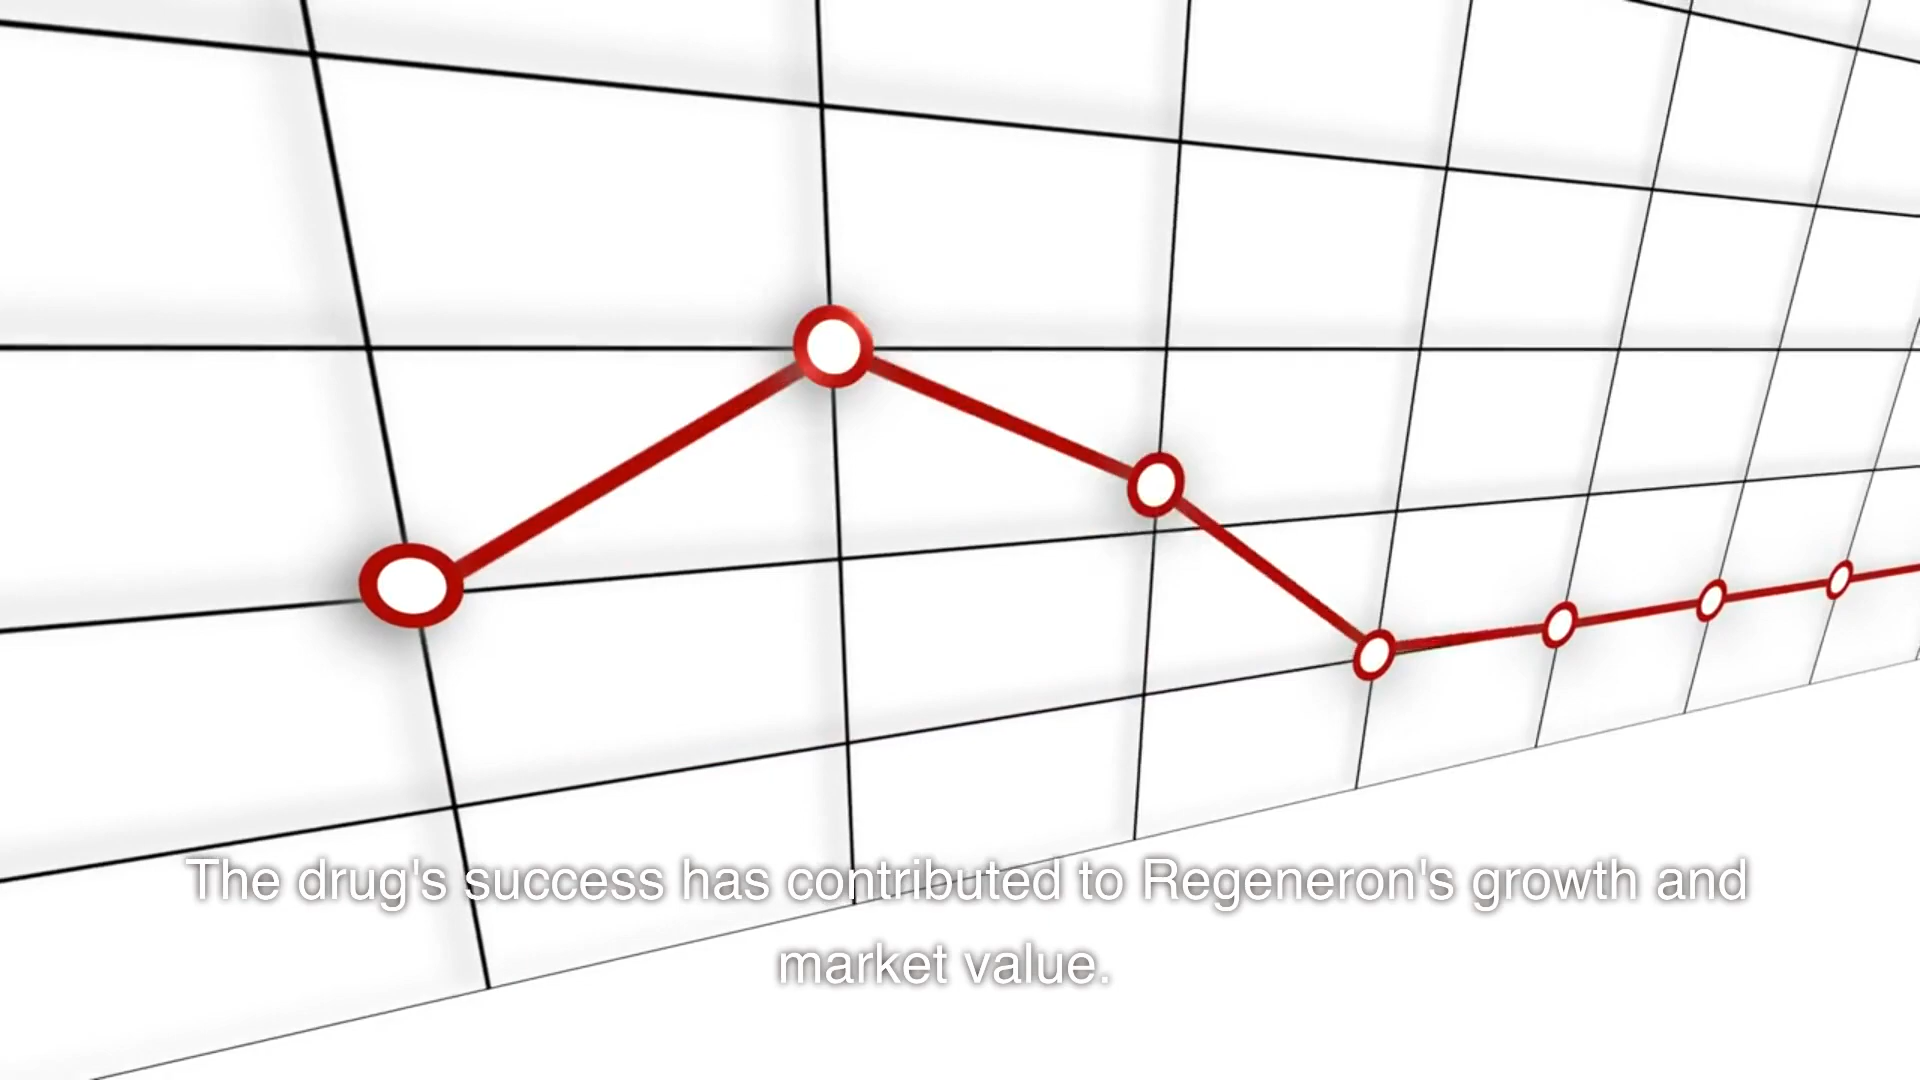 The drug's success has contributed to Regeneron's growth and
market value.